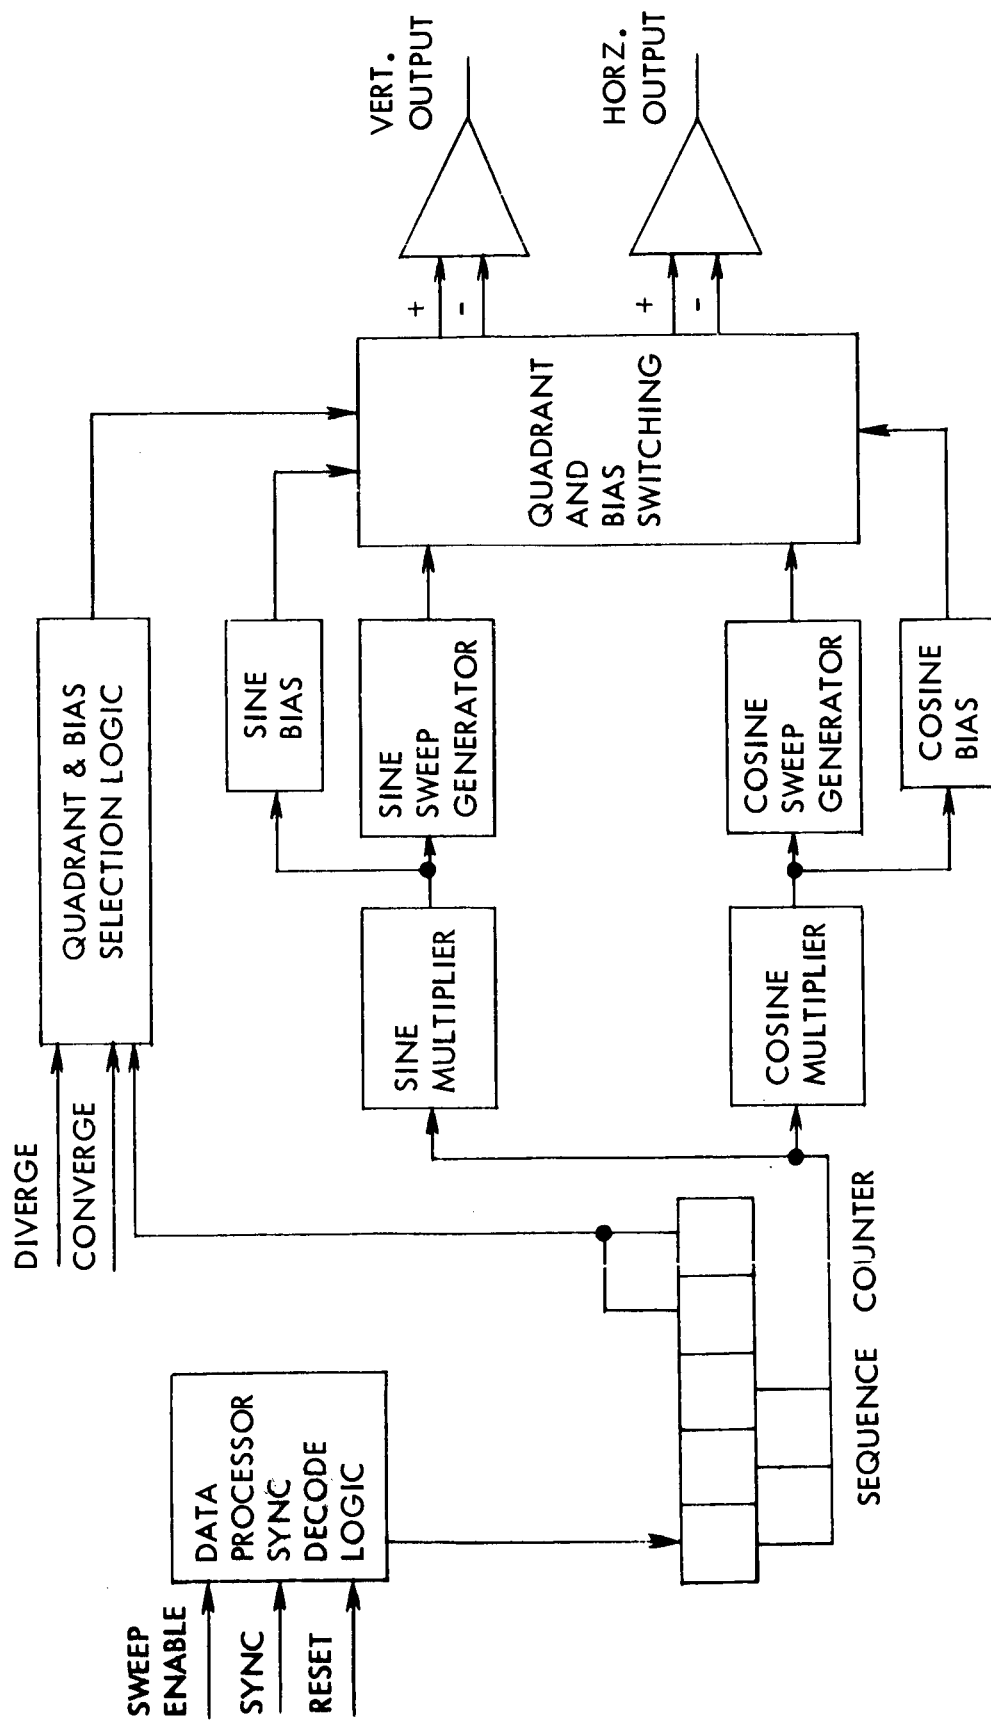 SWEEP
ENABLE
SYNC
RESET
DATA
PROCESSOR
SYNC
DECODE
LOGIC
DIVERGE
CONVERGE
QUADRANT & BIAS
SELECTION LOGIC
SEQUENCE COUNTER
SINE
MULTIPLIER
COSINE
MULTIPLIER
SINE
BIAS
SINE
SWEEP
GENERATOR
COSINE
SWEEP
GENERATOR
COSINE
BIAS
QUADRANT
AND
BIAS
SWITCHING
+
-
+
-
VERT.
OUTPUT
HORZ.
OUTPUT